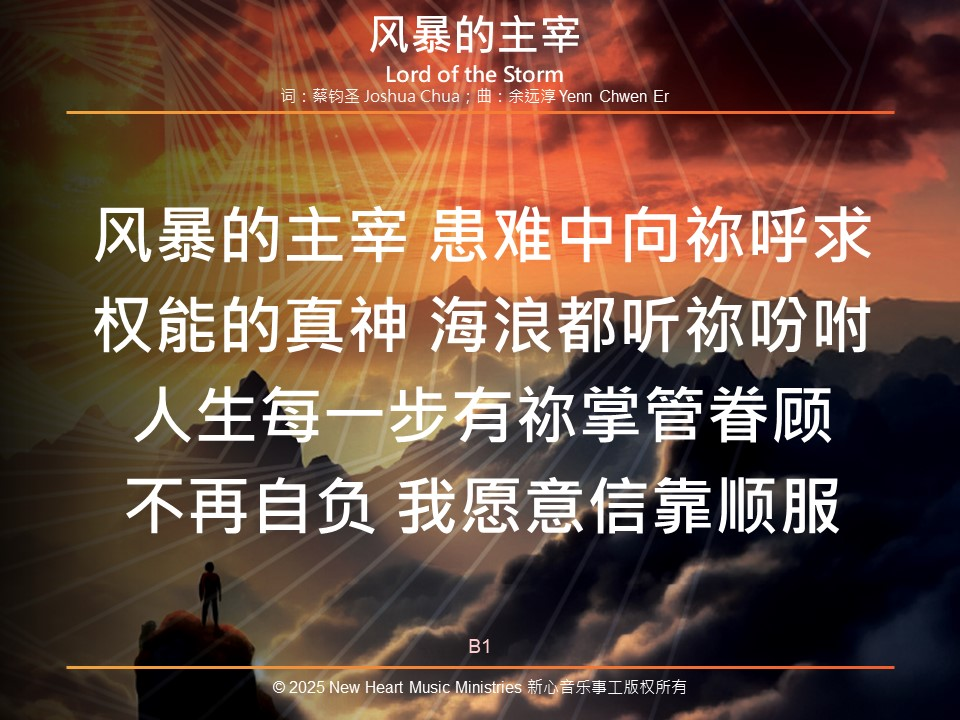 风暴的主宰
Lord of the Storm
词：蔡钧圣 Joshua Chua；曲：余远淳 Yenn Chwen Er
风暴的主宰 患难中向祢呼求
权能的真神 海浪都听祢吩咐
人生每一步有祢掌管眷顾
不再自负 我愿意信靠顺服
B1
© 2025 New Heart Music Ministries 新心音乐事工版权所有